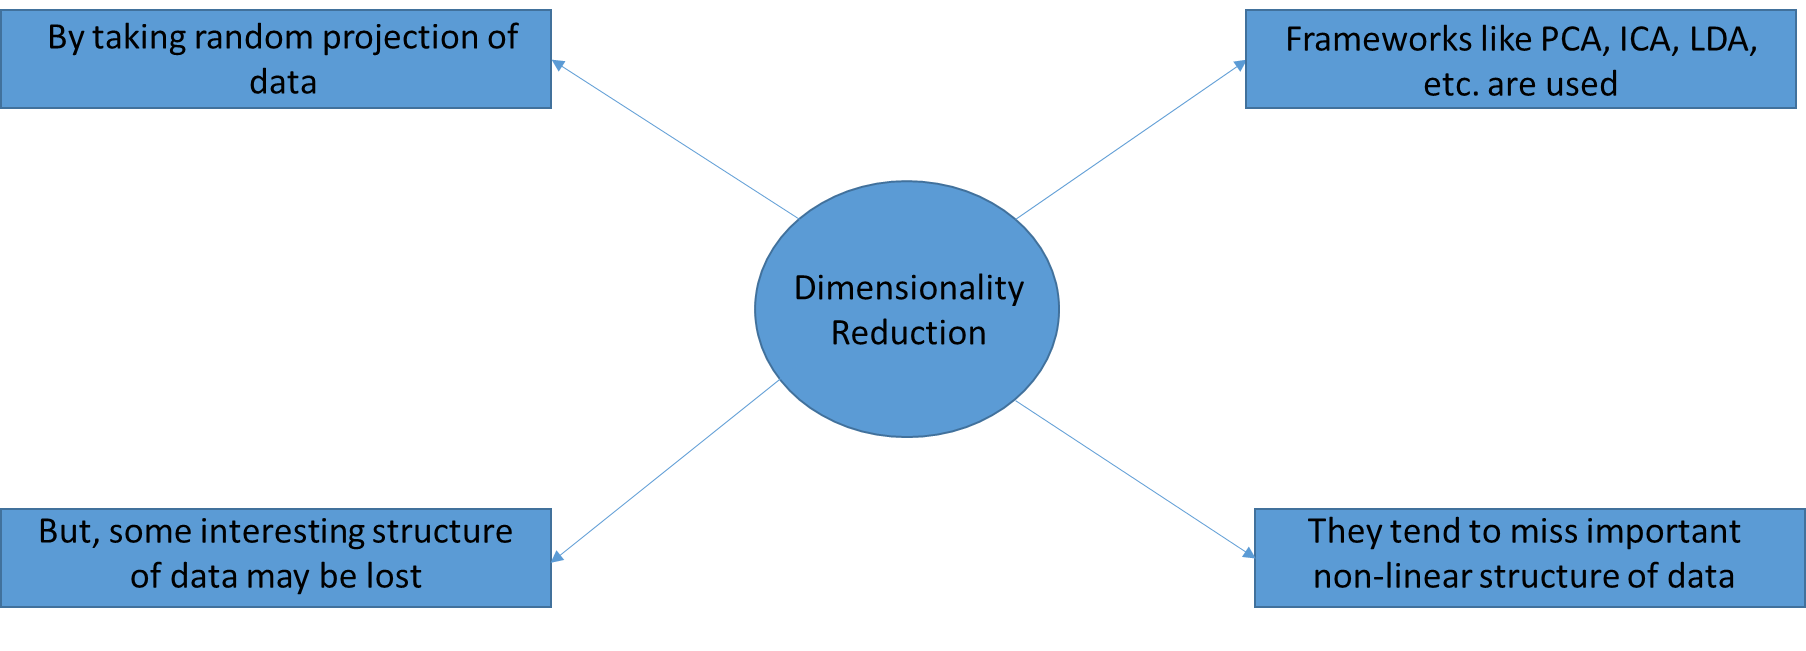 By taking random projection of
data
Frameworks like PCA, ICA, LDA,
etc. are used
Dimensionality
Reduction
But, some interesting structure
of data may be lost
They tend to miss important
non-linear structure of data